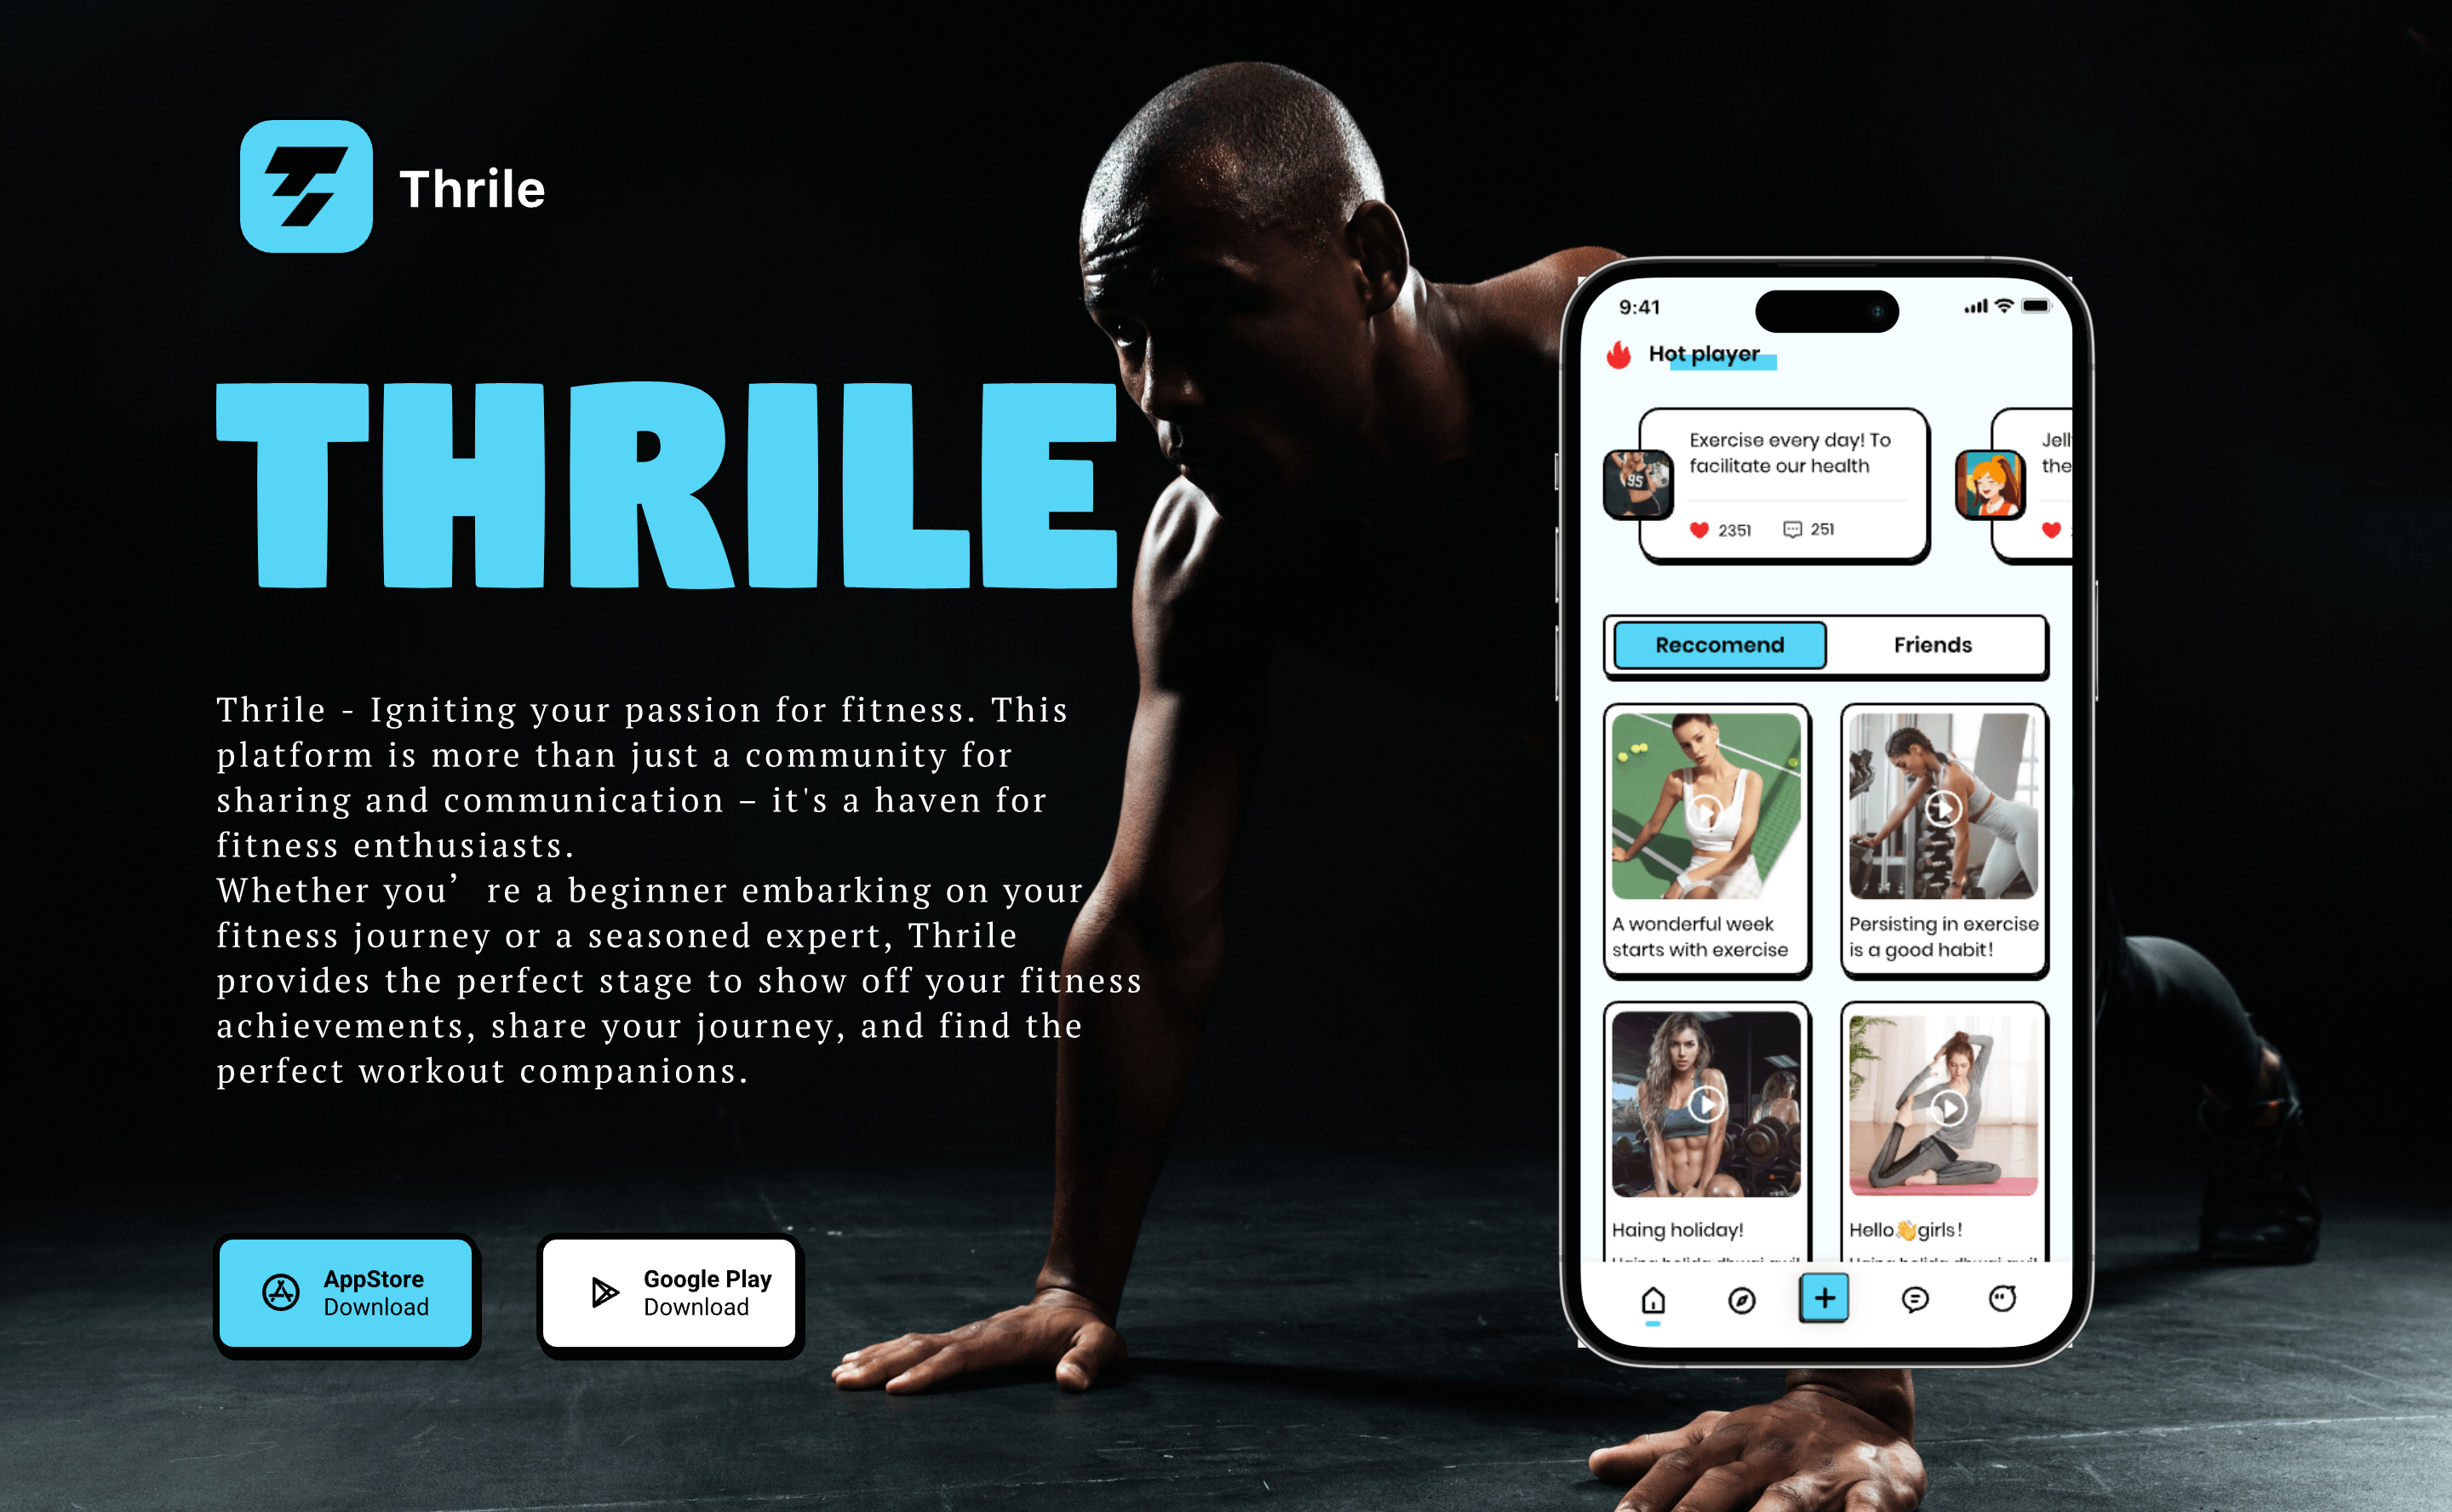 Thrile
THRILE
Thrile - Igniting your passion for fitness. This
platform is more than just a community for
sharing and communication – it's a haven for
fitness enthusiasts.
Whether you’ re a beginner embarking on your
fitness journey or a seasoned expert, Thrile
provides the perfect stage to show off your fitness
achievements, share your journey, and find the
perfect workout companions.
AppStore
Download
Google Play
Download
9:41
Hot player
Exercise every day! To
facilitate our health
95
2351 251
Jell
the
Reccomend Friends
A wonderful week
starts with exercise
Persisting in exercise
is a good habit!
Haing holiday!
Hello👋girls!